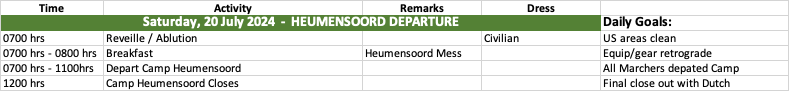 Time Activity Remarks Dress
Saturday, 20 July 2024 - HEUMENSOORD DEPARTURE Daily Goals:
0700 hrs Reveille / Ablution Civilian US areas clean
0700 hrs - 0800 hrs Breakfast Heumensoord Mess Equip/gear retrograde
0700 hrs - 1100hrs Depart Camp Heumensoord All Marchers depated Camp
1200 hrs Camp Heumensoord Closes Final close out with Dutch